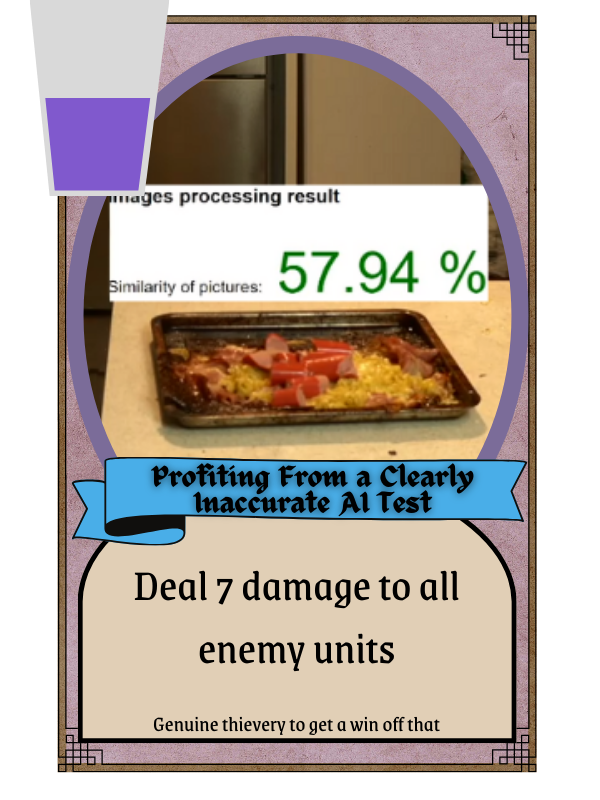 Images processing result
Similarity of pictures: 57.94 %
Profiting From a Clearly
Inaccurate AI Test
Deal 7 damage to all
enemy units
Genuine thievery to get a win off that